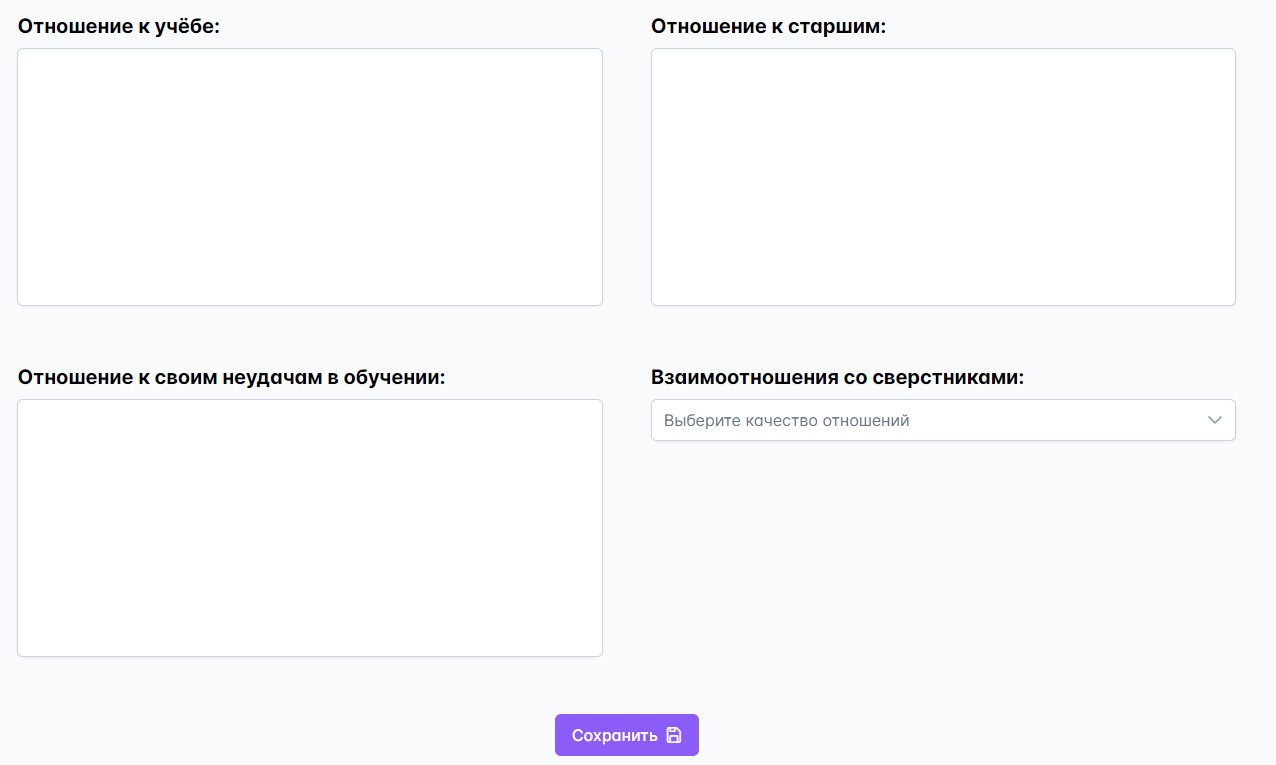 Отношение к учёбе:
Отношение к старшим:
Отношение к своим неудачам в обучении:
Взаимоотношения со сверстниками:
Выберите качество отношений
Сохранить